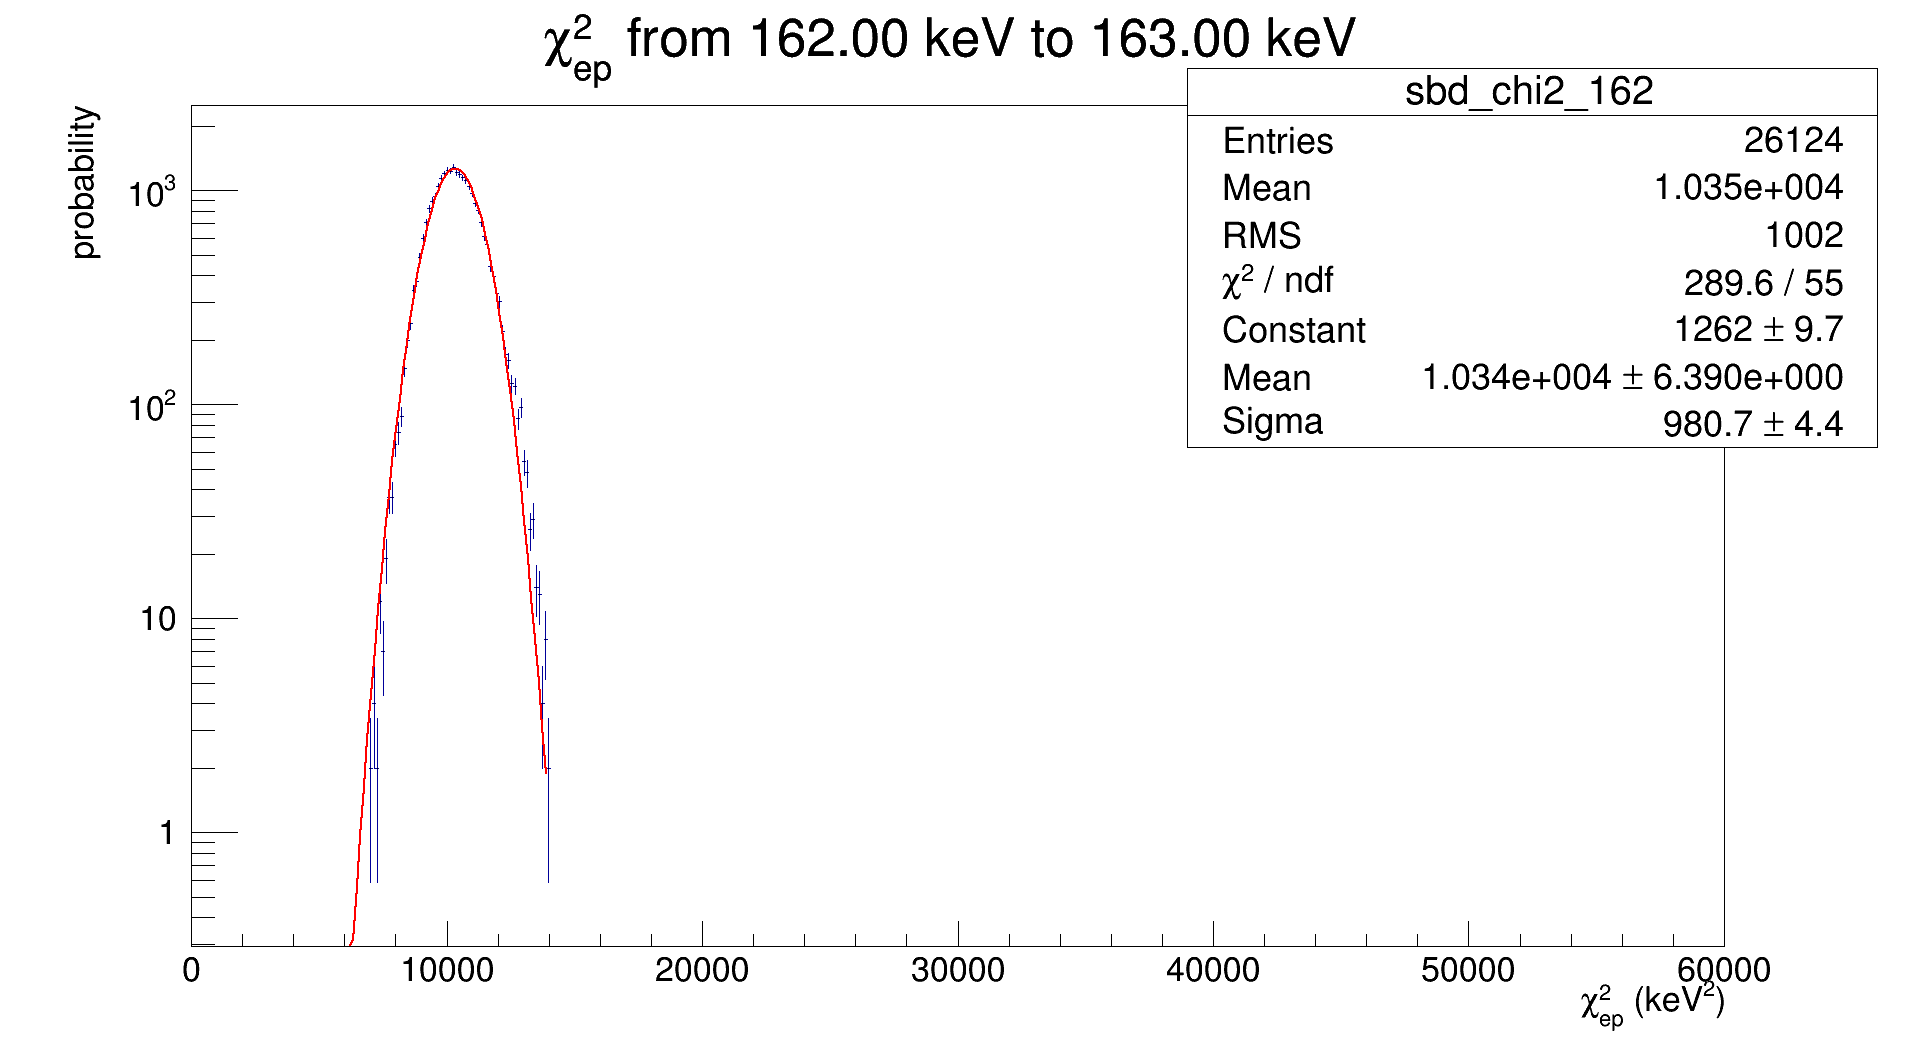 χ²ep from 162.00 keV to 163.00 keV
sbd_chi2_162
Entries 26124
Mean 1.035e+004
RMS 1002
χ² / ndf 289.6 / 55
Constant 1262 ± 9.7
Mean 1.034e+004 ± 6.390e+000
Sigma 980.7 ± 4.4
probability
10³
10²
10
1
0 10000 20000 30000 40000 50000 60000
χ²ep (keV²)